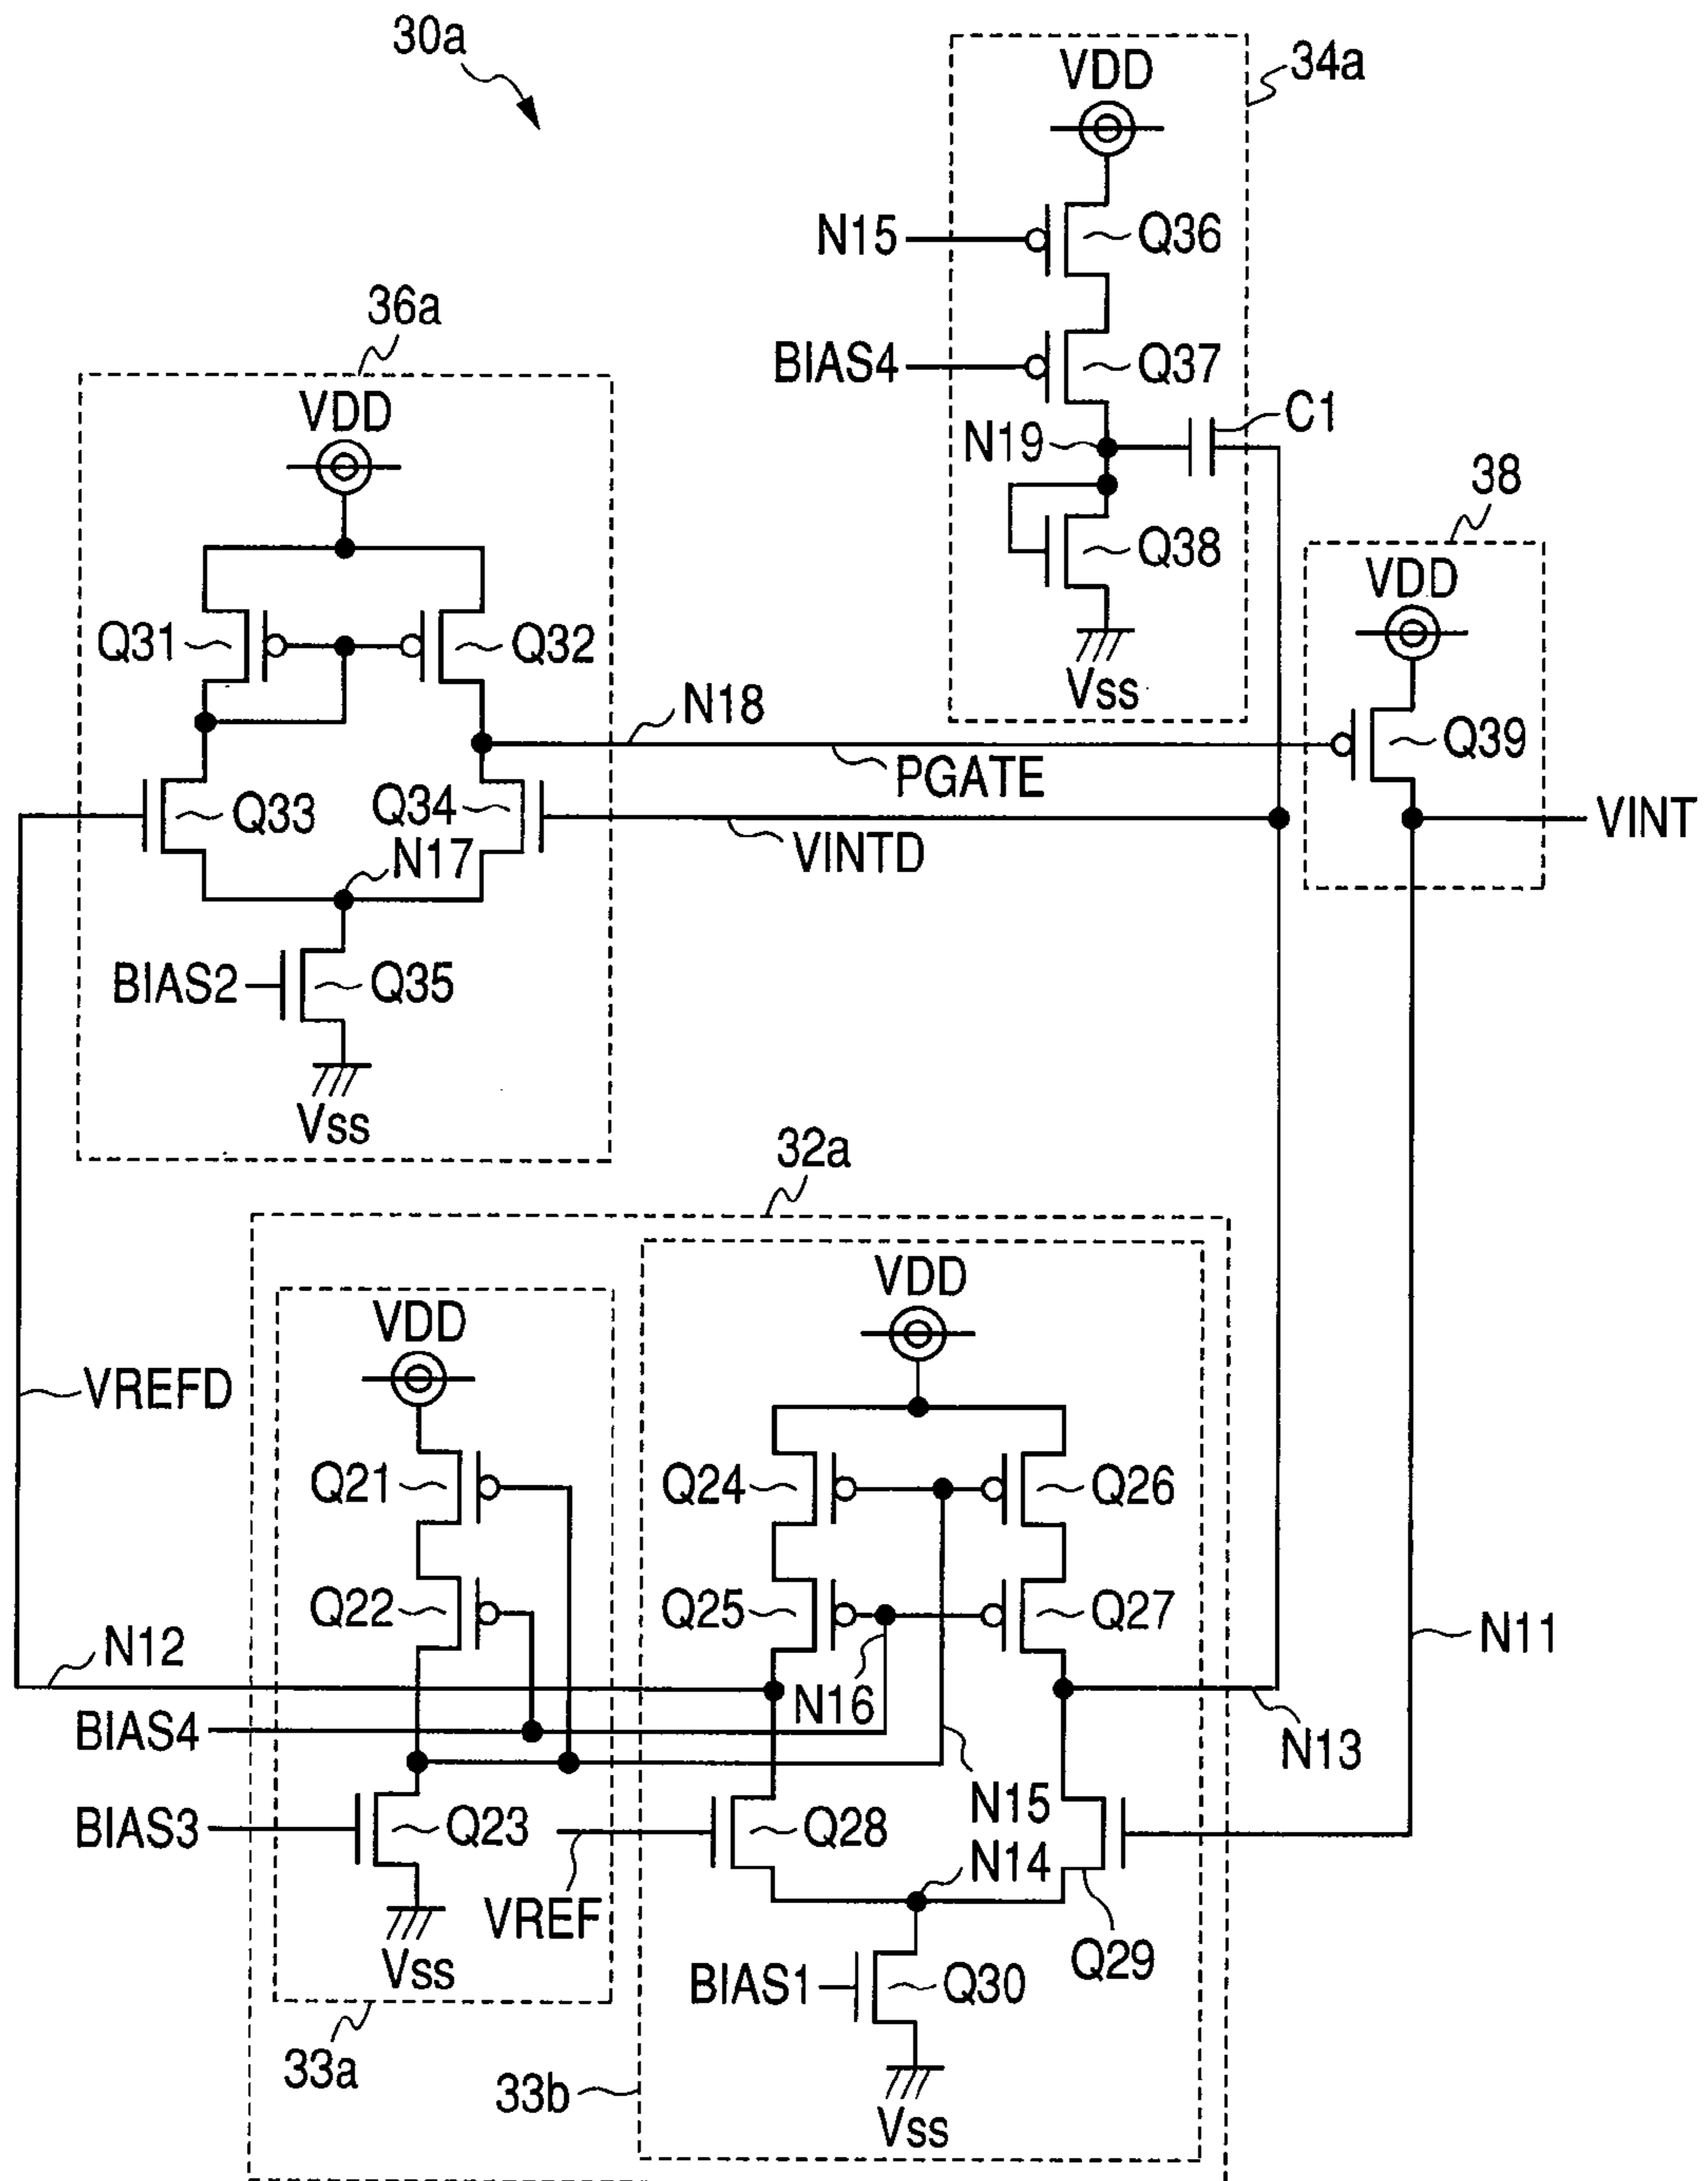 30a
34a
VDD
N15
Q36
36a
BIAS4
Q37
VDD
C1
N19
38
Q38
VDD
Q31
Q32
Vss
N18
Q39
PGATE
Q33
Q34
VINT
VINTD
N17
BIAS2
Q35
Vss
32a
VDD
VDD
VREFD
Q21
Q24
Q26
Q22
Q25
Q27
N12
N11
N16
BIAS4
N13
N15
BIAS3
Q23
Q28
N14
VREF
Q29
Vss
BIAS1
Q30
33a
33b
Vss